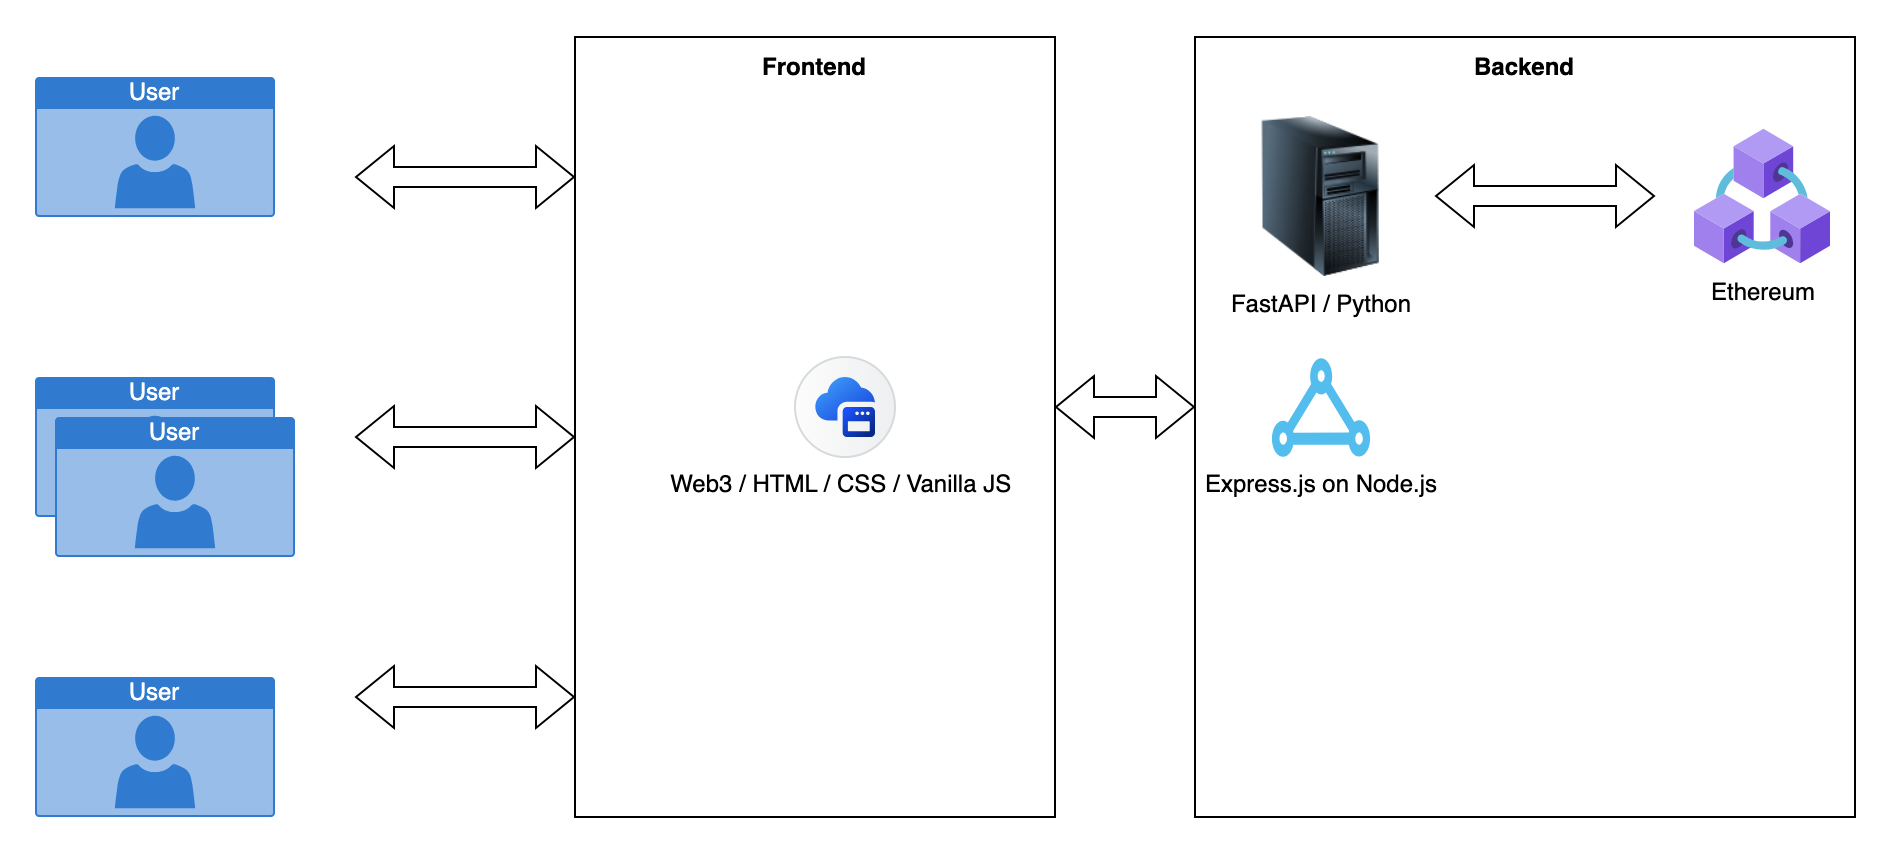 User
User
User
User
Frontend
Web3 / HTML / CSS / Vanilla JS
Backend
FastAPI / Python
Ethereum
Express.js on Node.js